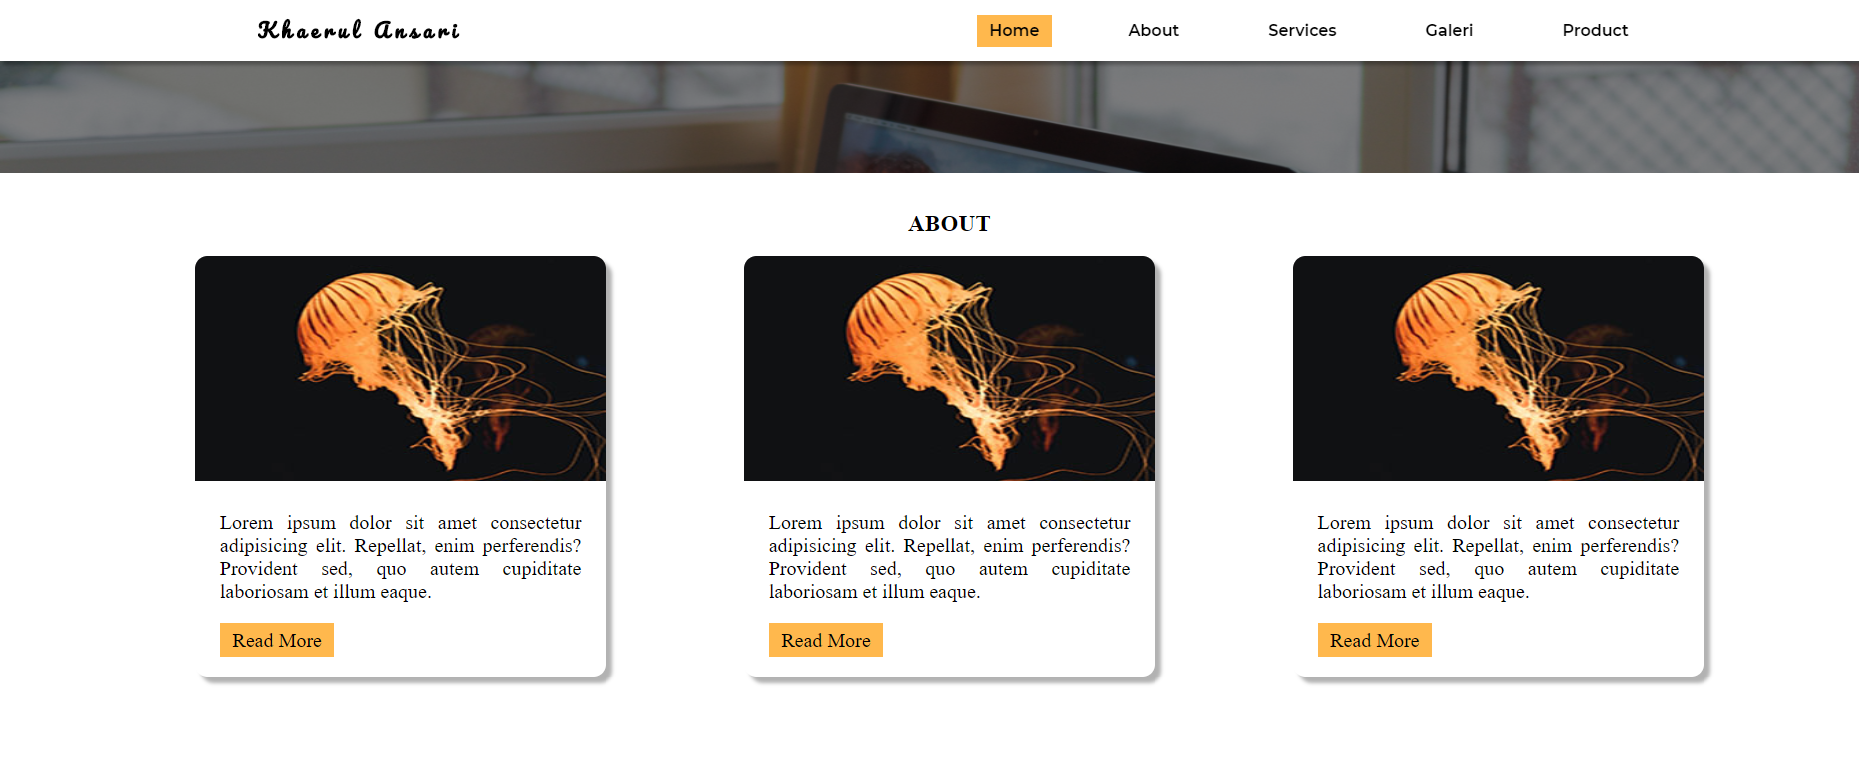 Khaerul Ansari
Home
About
Services
Galeri
Product
ABOUT
Lorem ipsum dolor sit amet consectetur
adipisicing elit. Repellat, enim perferendis?
Provident sed, quo autem cupiditate
laboriosam et illum eaque.
Read More
Lorem ipsum dolor sit amet consectetur
adipisicing elit. Repellat, enim perferendis?
Provident sed, quo autem cupiditate
laboriosam et illum eaque.
Read More
Lorem ipsum dolor sit amet consectetur
adipisicing elit. Repellat, enim perferendis?
Provident sed, quo autem cupiditate
laboriosam et illum eaque.
Read More